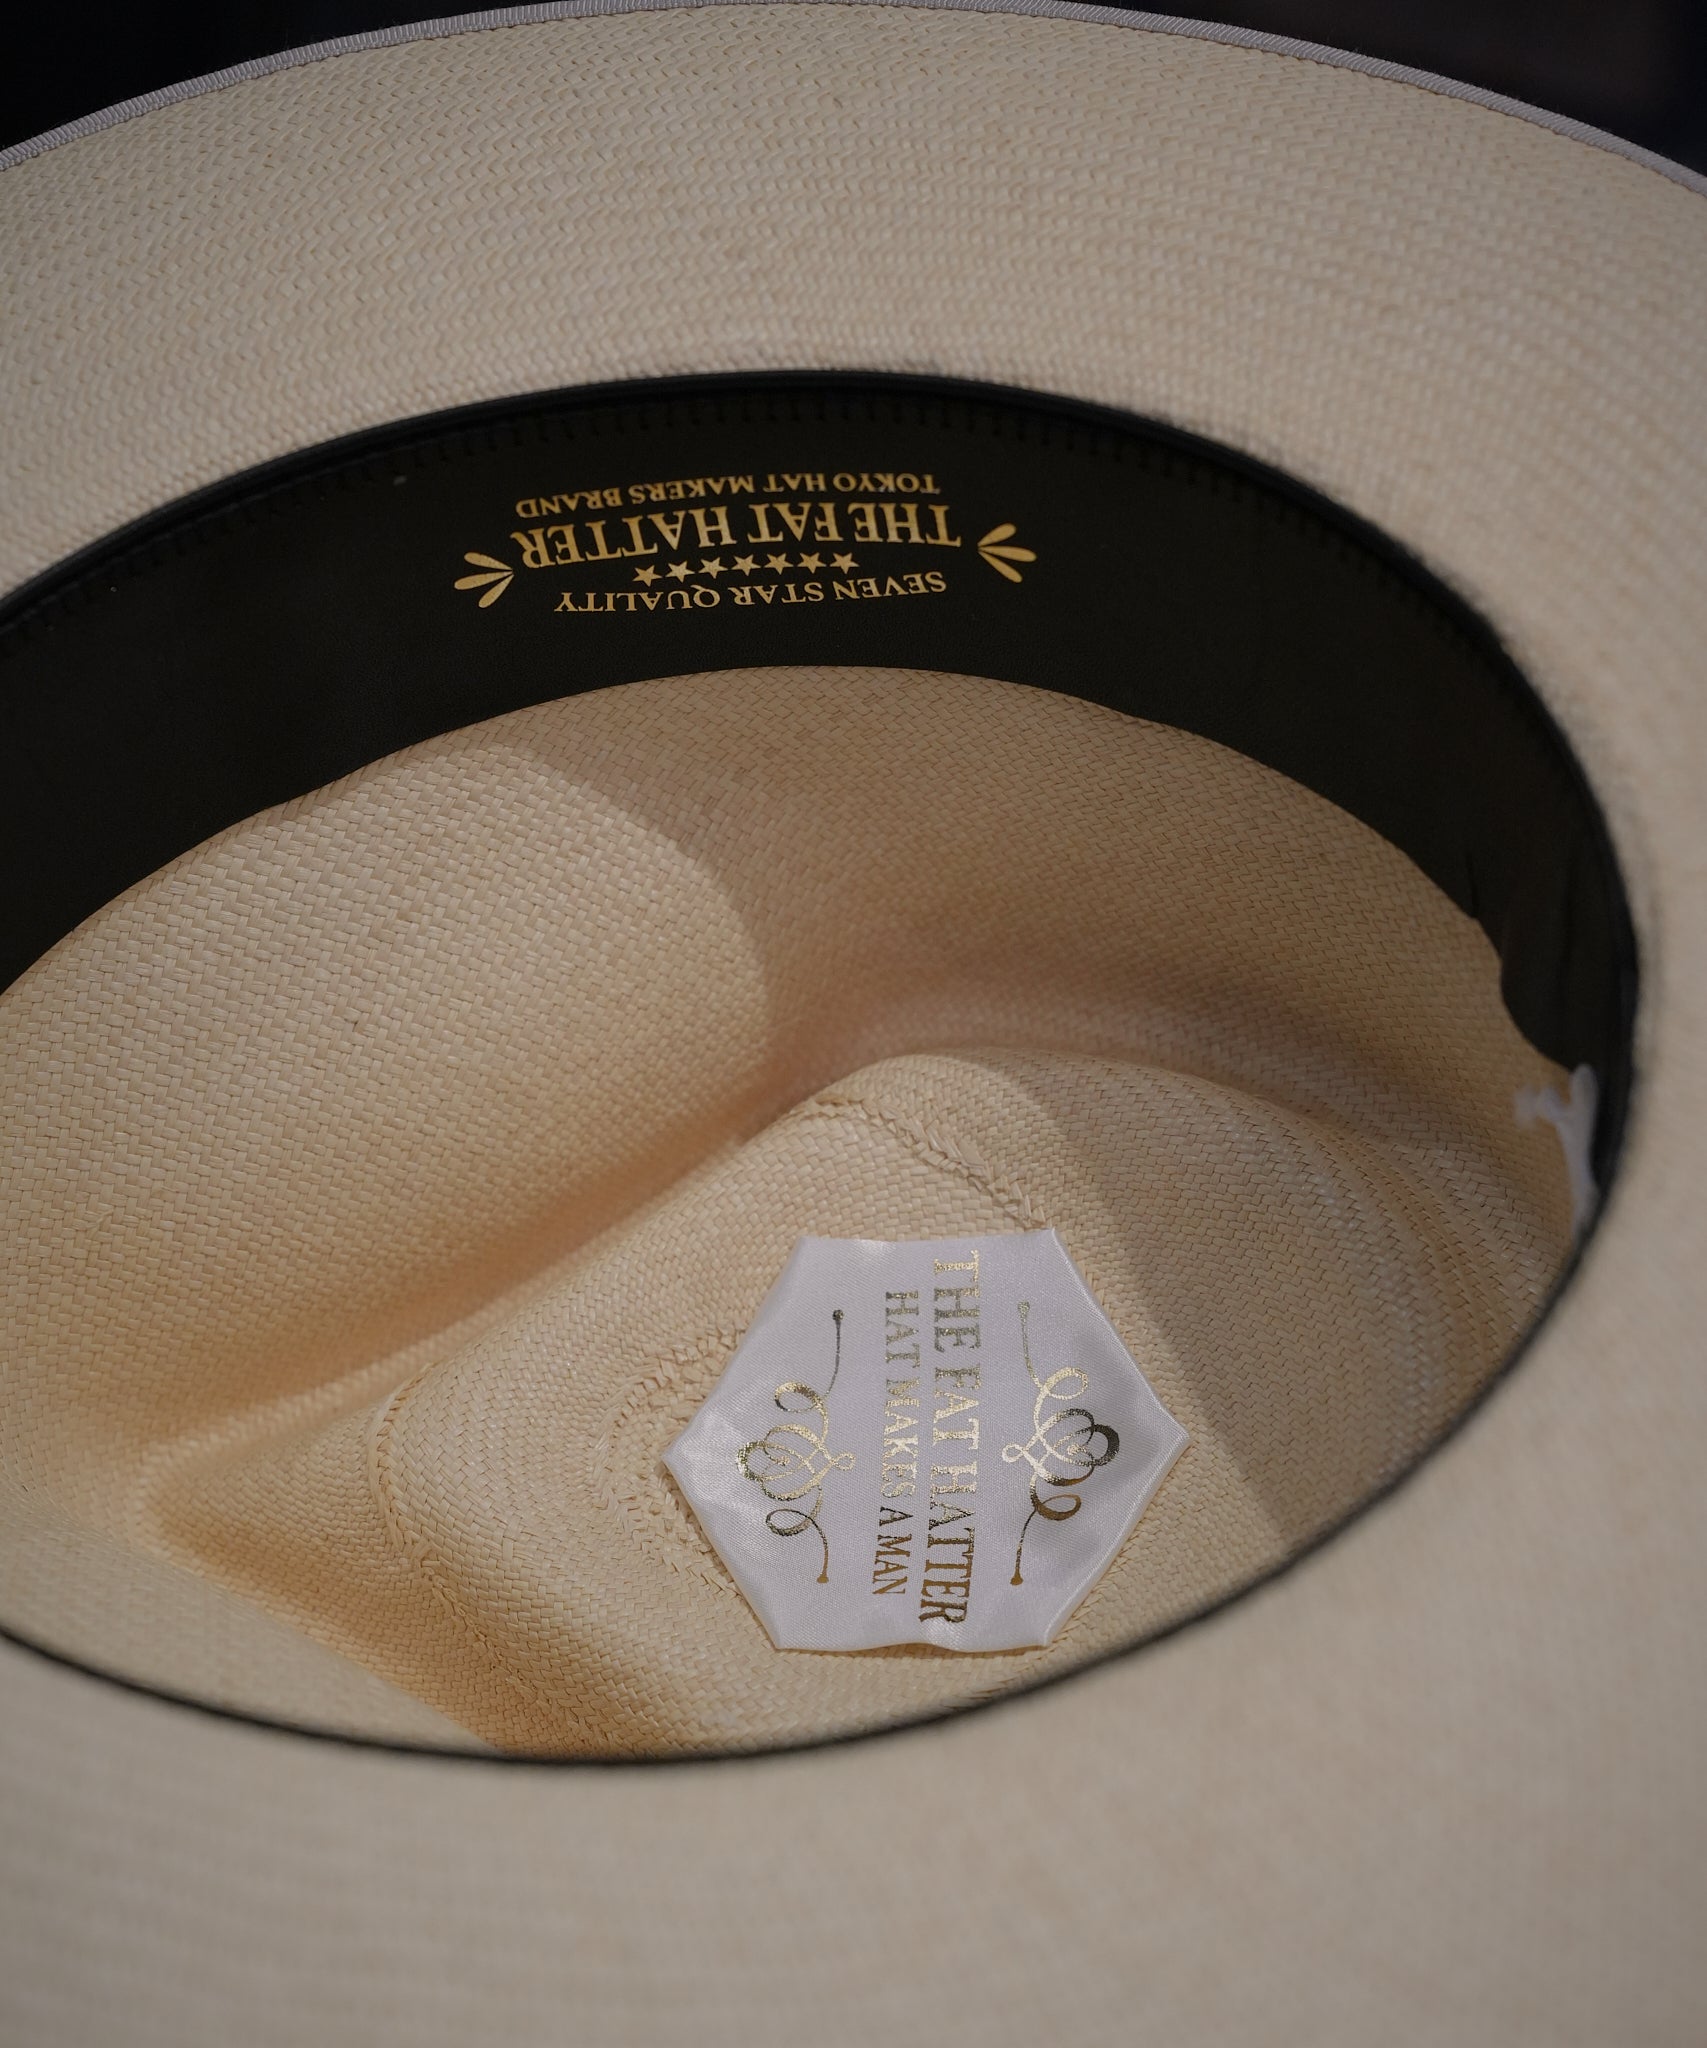 SEVEN STAR QUALITY
THE FAT HATTER
TOKYO HAT MAKERS BRAND
THE FAT HATTER
HAT MAKES A MAN